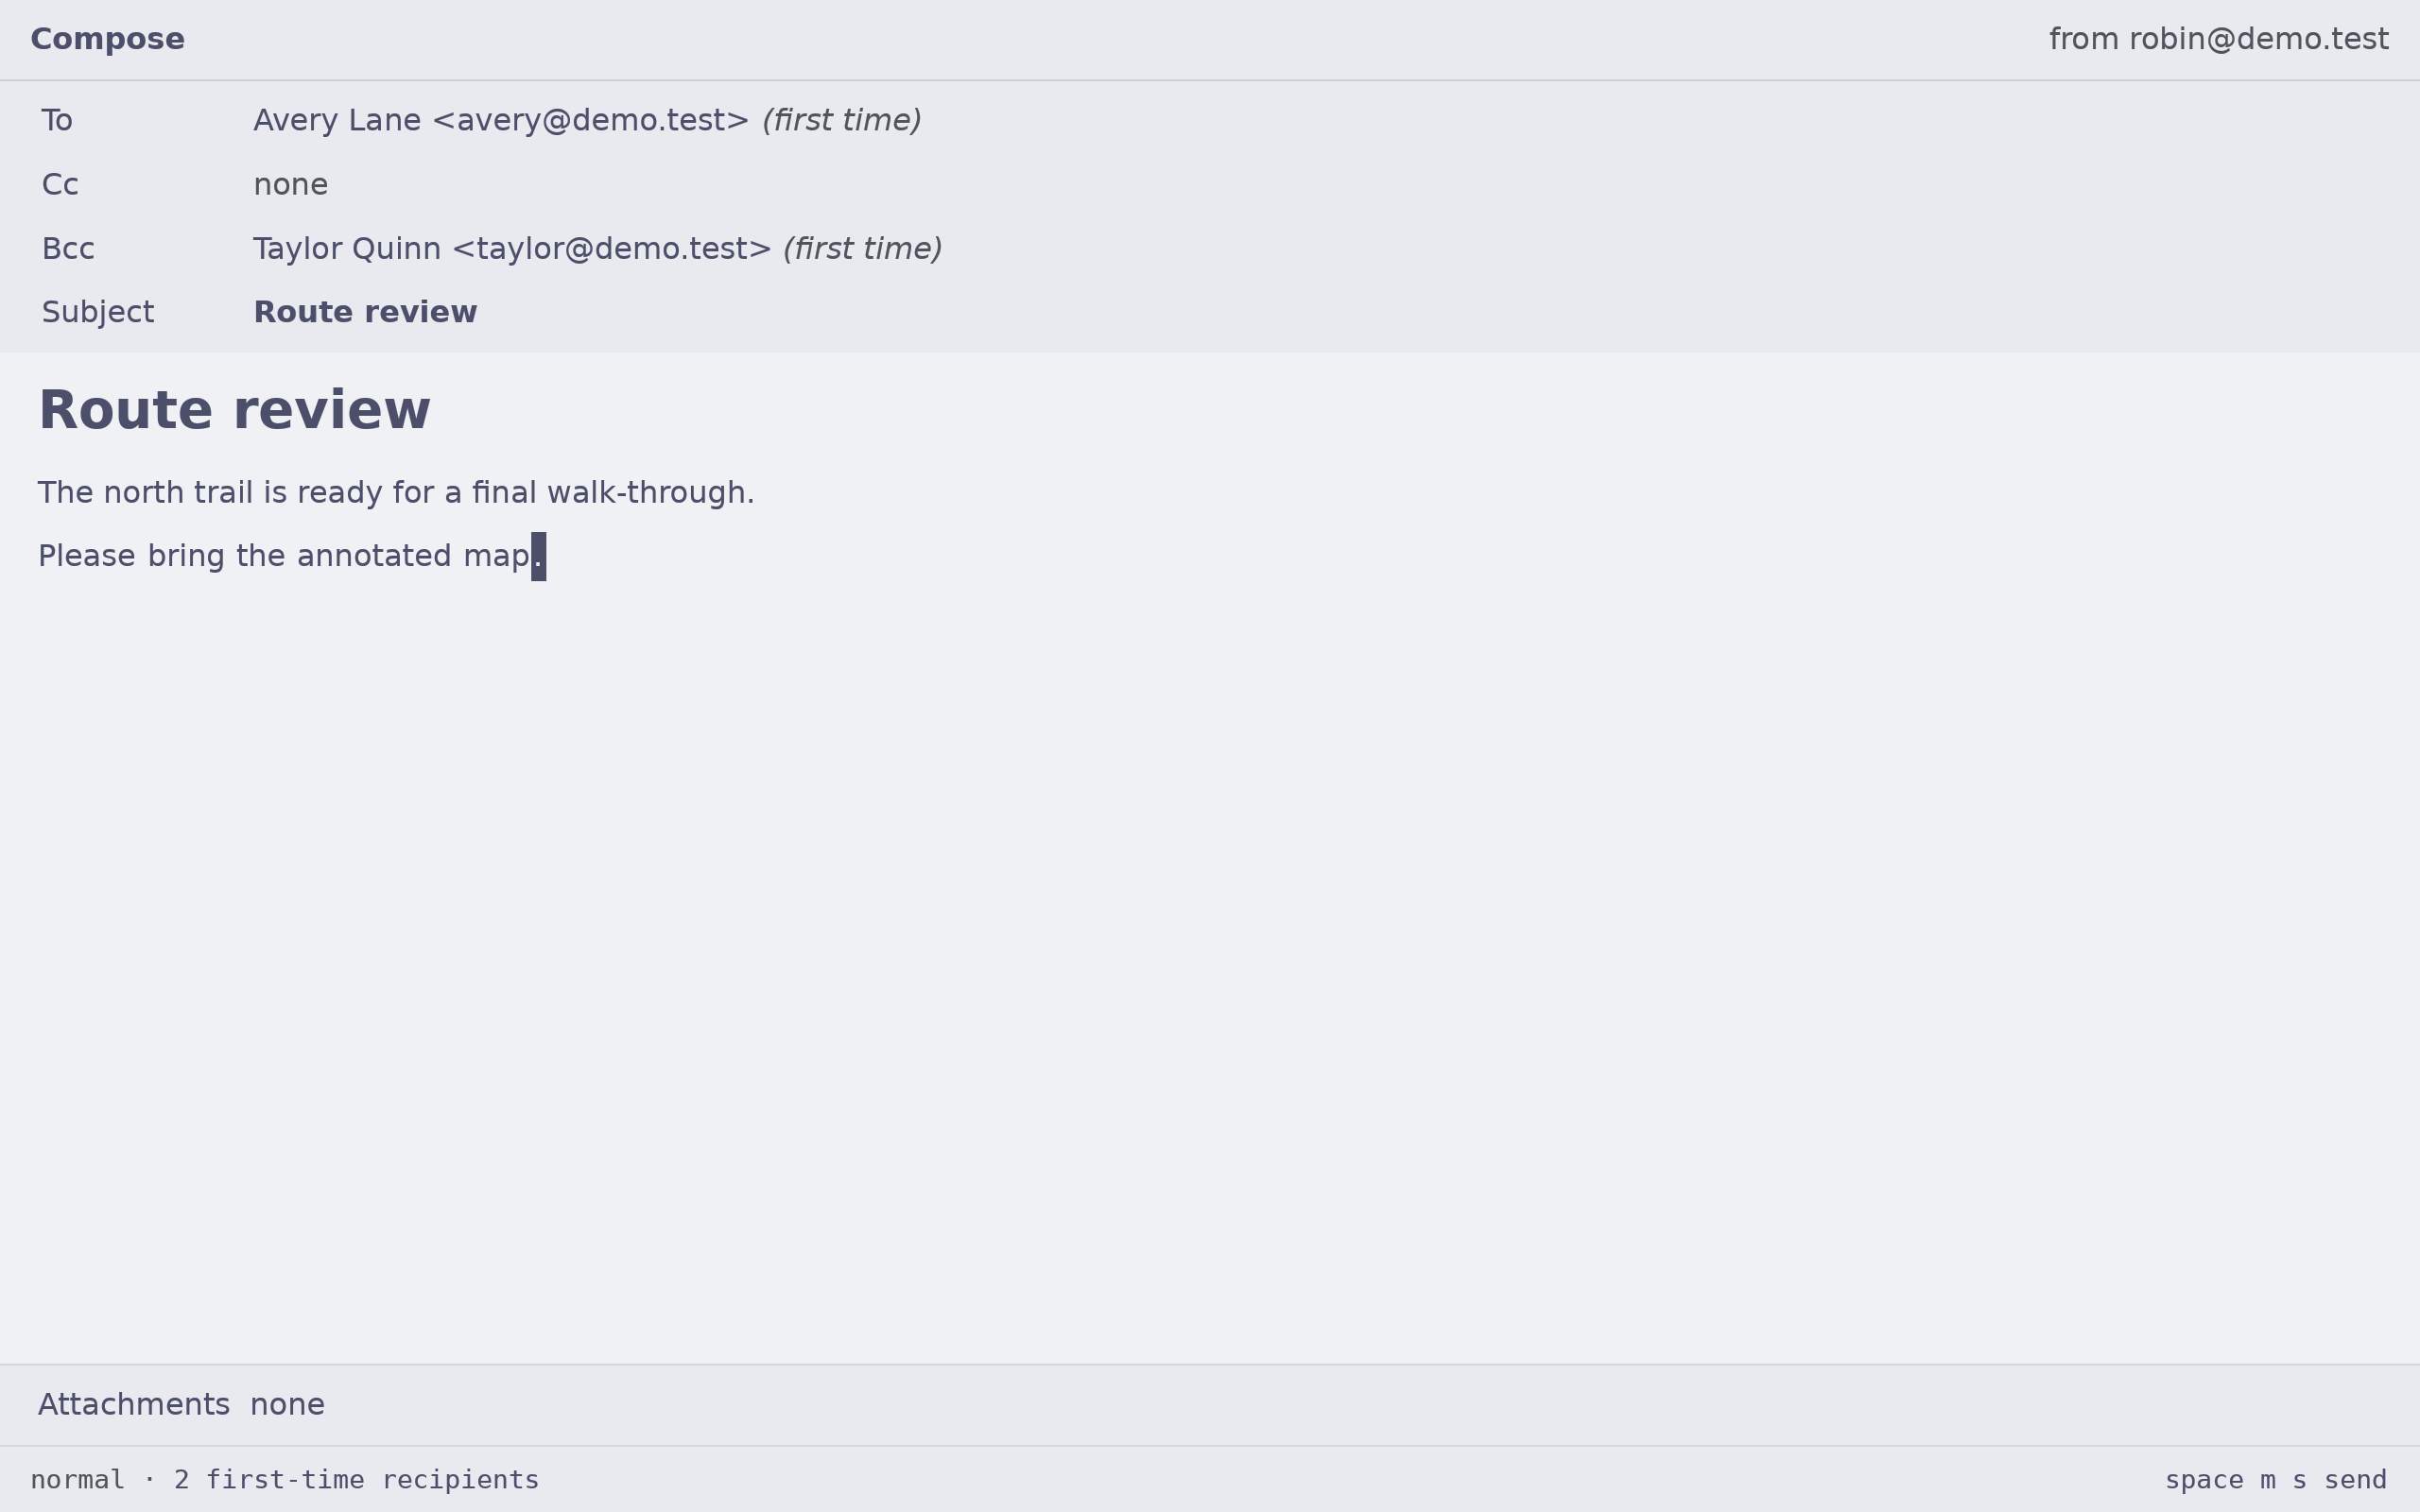 Compose
from robin@demo.test
To Avery Lane <avery@demo.test> (first time)
Cc none
Bcc Taylor Quinn <taylor@demo.test> (first time)
Subject Route review
Route review
The north trail is ready for a final walk-through.
Please bring the annotated map.
Attachments none
normal · 2 first-time recipients
space m s send